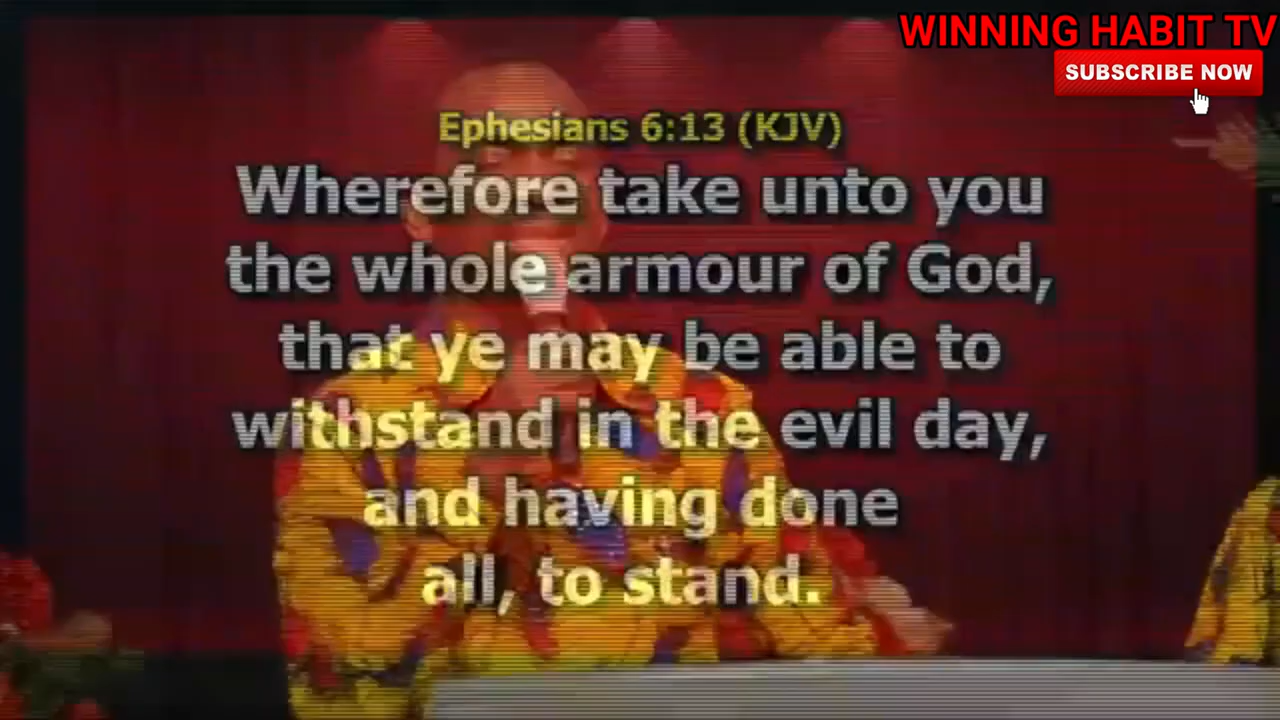 WINNING HABIT TV
SUBSCRIBE NOW
Ephesians 6:13 (KJV)
Wherefore take unto you
the whole armour of God,
that ye may be able to
withstand in the evil day,
and having done
all, to stand.